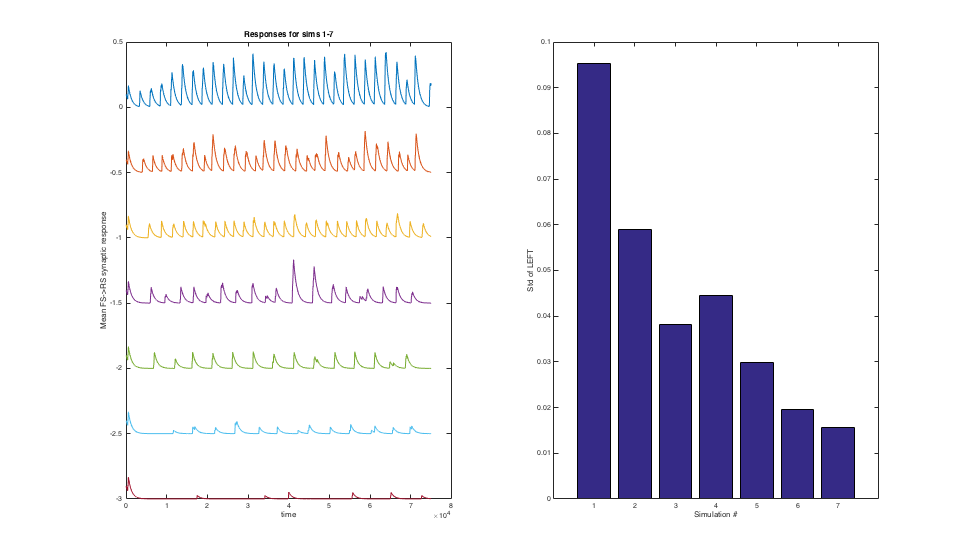 Responses for sims 1-7
Mean FS->RS synaptic response
0.5
0
-0.5
-1
-1.5
-2
-2.5
-3
0 1 2 3 4 5 6 7 8
×10⁴
time
Std of LEFT
0.1
0.09
0.08
0.07
0.06
0.05
0.04
0.03
0.02
0.01
0
1 2 3 4 5 6 7
Simulation #